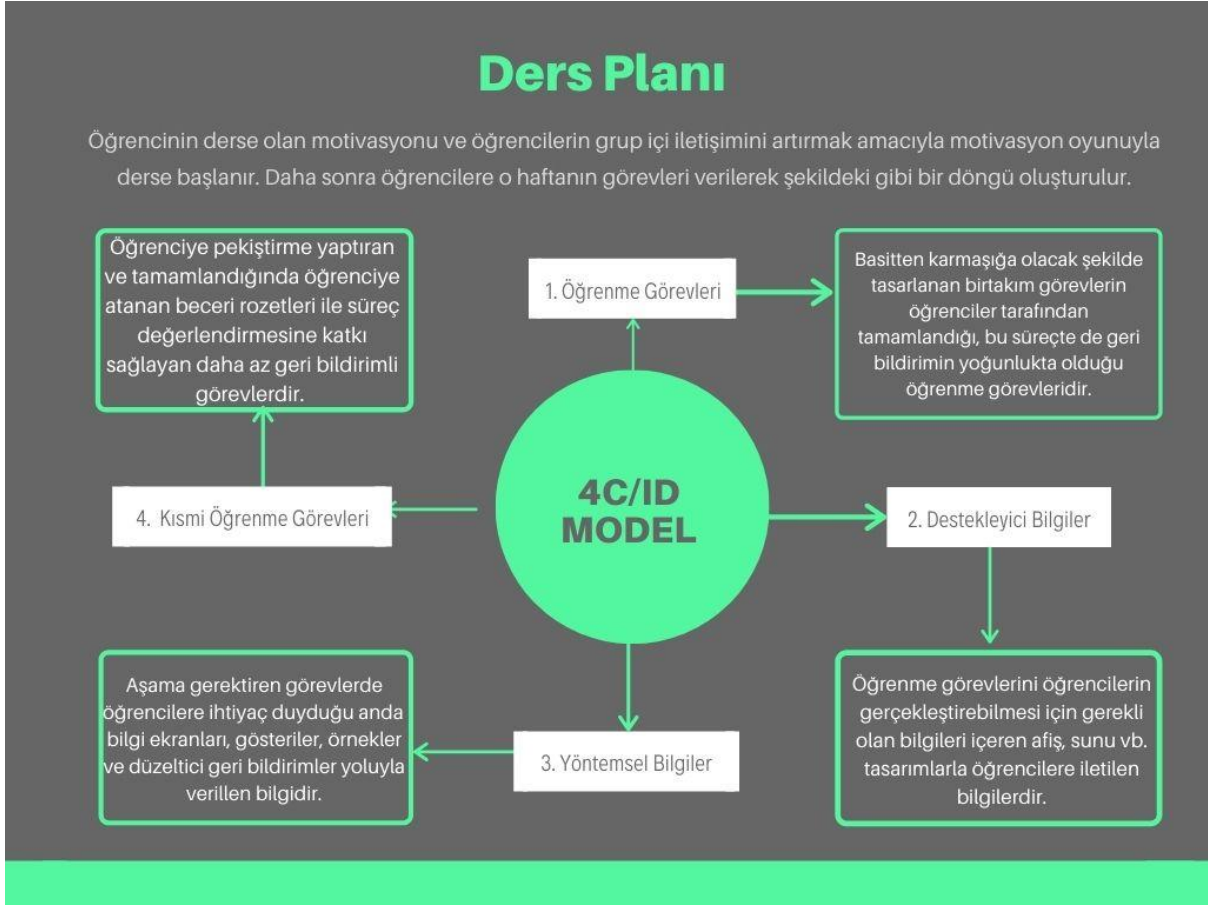 Ders Planı
Öğrencinin derse olan motivasyonu ve öğrencilerin grup içi iletişimini artırmak amacıyla motivasyon oyunuyla
derse başlanır. Daha sonra öğrencilere o haftanın görevleri verilerek şekildeki gibi bir döngü oluşturulur.
Öğrenciye pekiştirme yaptıran
ve tamamlandığında öğrenciye
atanan beceri rozetleri ile süreç
değerlendirmesine katkı
sağlayan daha az geri bildirimli
görevlerdir.
1. Öğrenme Görevleri
Basitten karmaşığa olacak şekilde
tasarlanan birtakım görevlerin
öğrenciler tarafından
tamamlandığı, bu süreçte de geri
bildirimin yoğunlukta olduğu
öğrenme görevleridir.
4. Kısmi Öğrenme Görevleri
4C/ID
MODEL
2. Destekleyici Bilgiler
Aşama gerektiren görevlerde
öğrencilere ihtiyaç duyduğu anda
bilgi ekranları, gösteriler, örnekler
ve düzeltici geri bildirimler yoluyla
verillen bilgidir.
3. Yöntemsel Bilgiler
Öğrenme görevlerini öğrencilerin
gerçekleştirebilmesi için gerekli
olan bilgileri içeren afiş, sunu vb.
tasarımlarla öğrencilere iletilen
bilgilerdir.